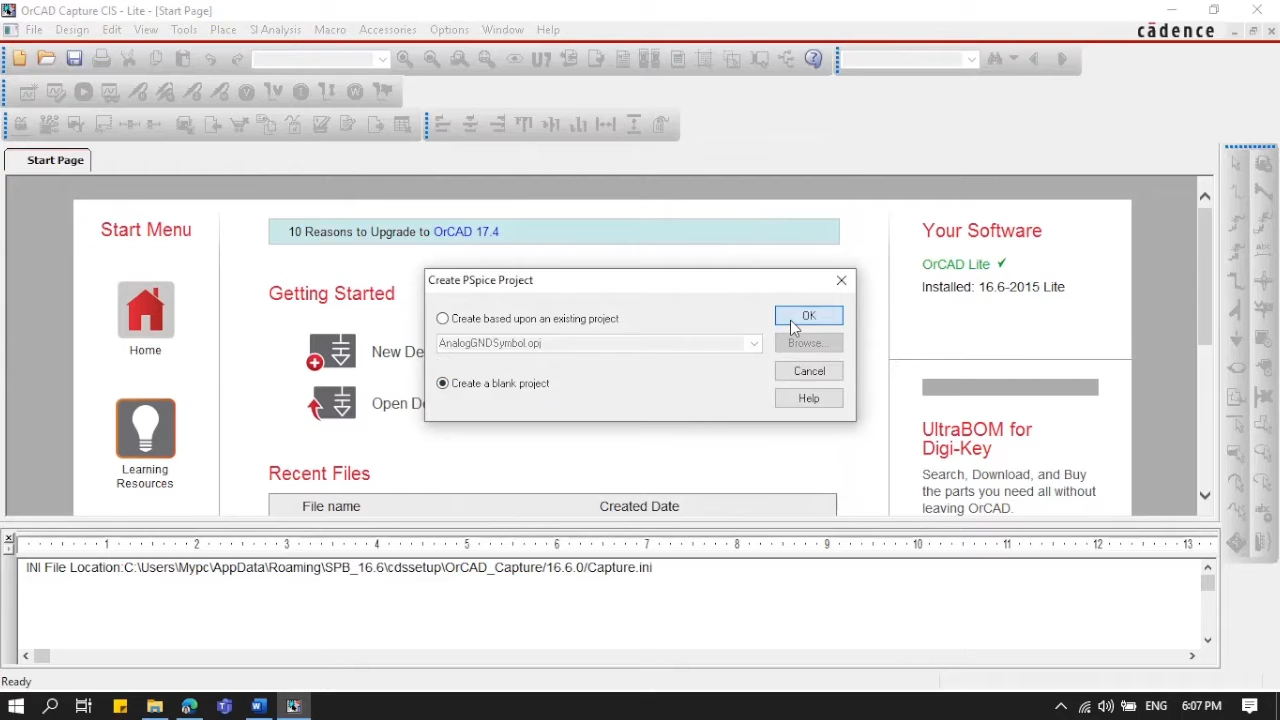 OrCAD Capture CIS - Lite - [Start Page]
File Design Edit View Tools Place SI Analysis Macro Accessories Options Window Help
cādence
U?
Start Page
Start Menu
Home
Learning
Resources
10 Reasons to Upgrade to OrCAD 17.4
Getting Started
New De
Open De
Recent Files
File name Created Date
Create PSpice Project
Create based upon an existing project
AnalogGNDSymbol.opj
Create a blank project
OK
Browse...
Cancel
Help
Your Software
OrCAD Lite ✓
Installed: 16.6-2015 Lite
UltraBOM for
Digi-Key
Search, Download, and Buy
the parts you need all without
leaving OrCAD.
1 2 3 4 5 6 7 8 9 10 11 12 13
INI File Location:C:\Users\Mypc\AppData\Roaming\SPB_16.6\cdssetup\OrCAD_Capture/16.6.0/Capture.ini
Ready
ENG 6:07 PM